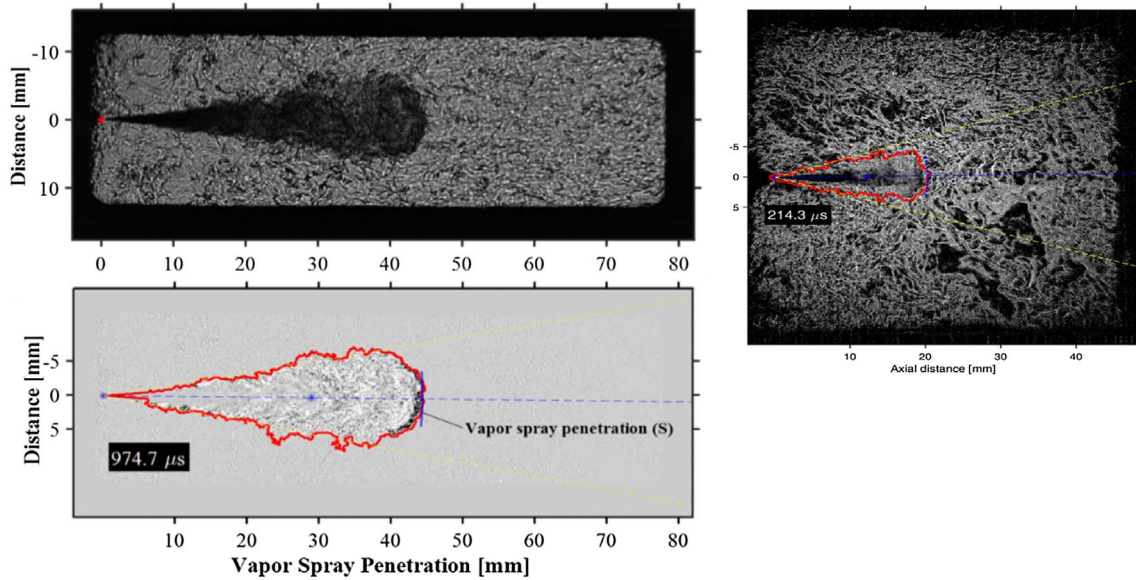 Distance [mm]
-10
0
10
0 10 20 30 40 50 60 70 80
Distance [mm]
-5
0
5
974.7 μs
Vapor spray penetration (S)
10 20 30 40 50 60 70 80
Vapor Spray Penetration [mm]
-5
0
5
214.3 μs
10 20 30 40
Axial distance [mm]